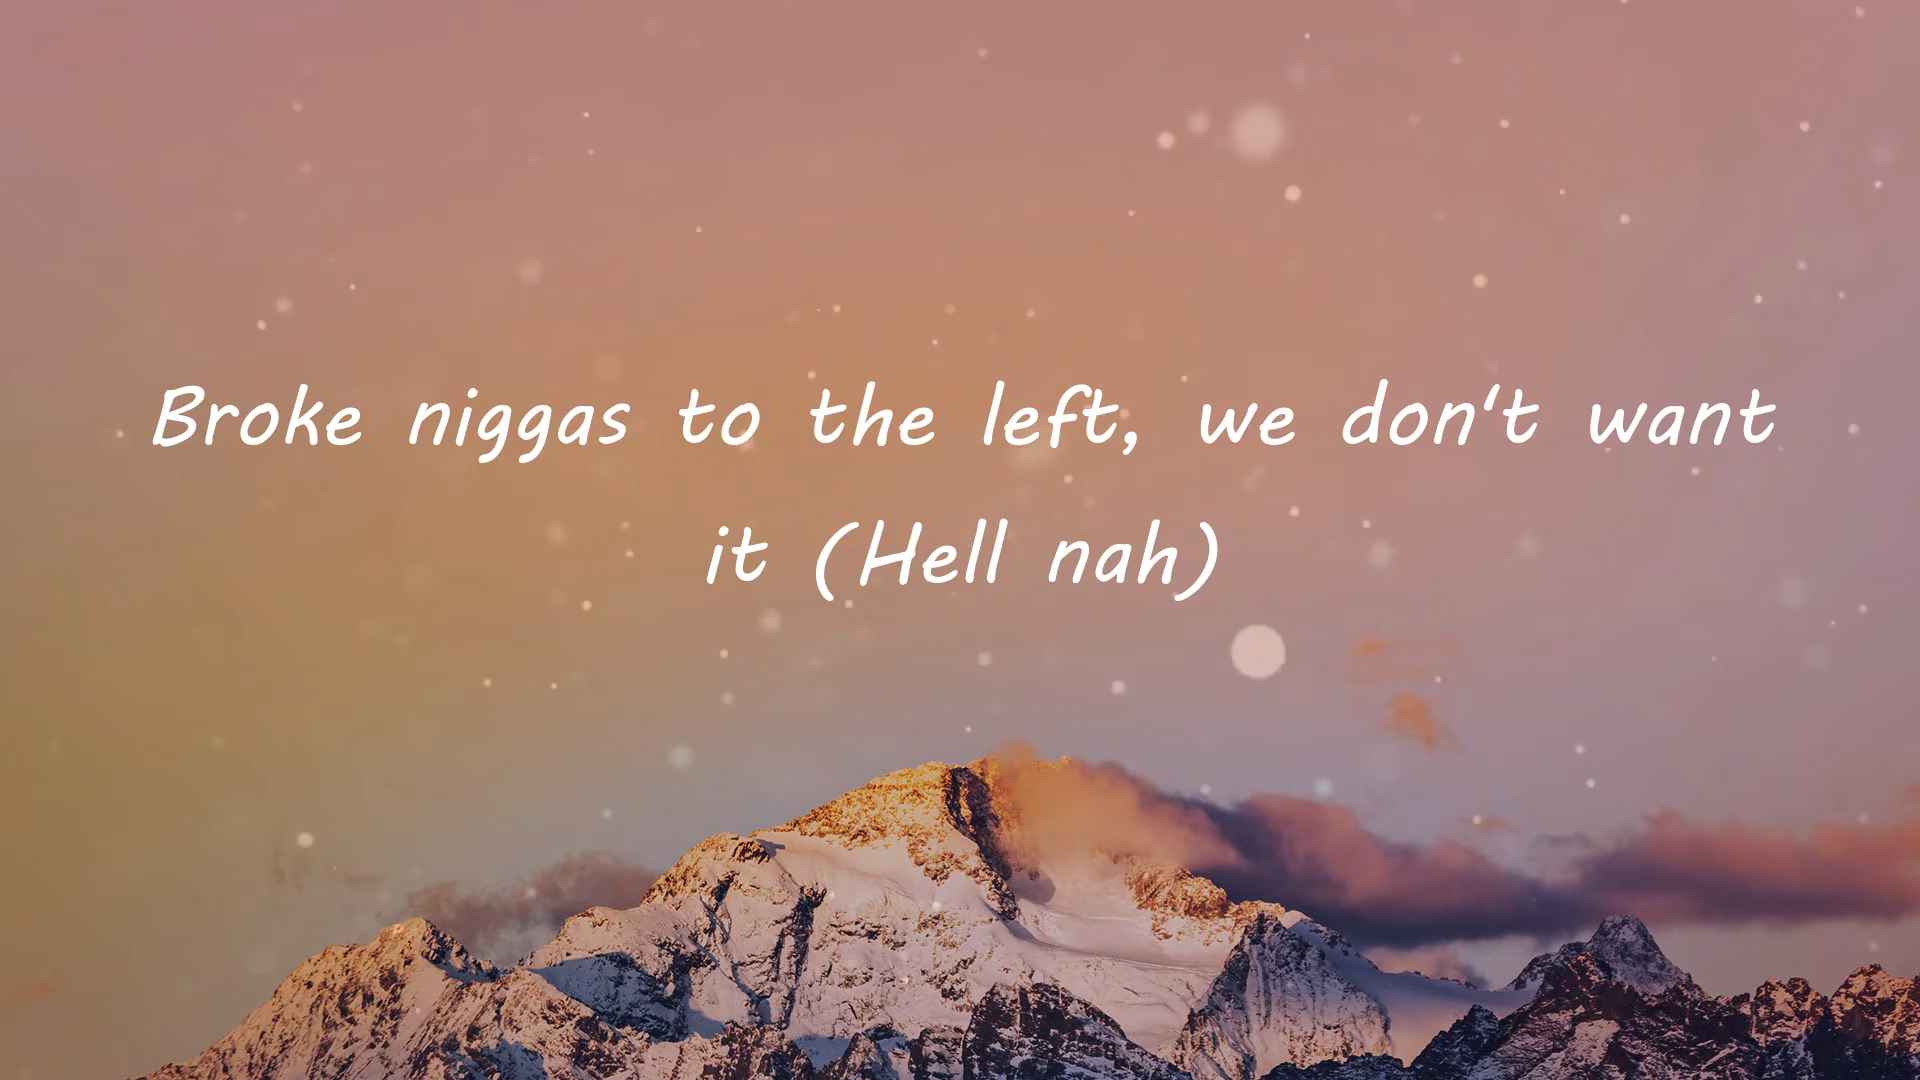 Broke niggas to the left, we don't want
it (Hell nah)